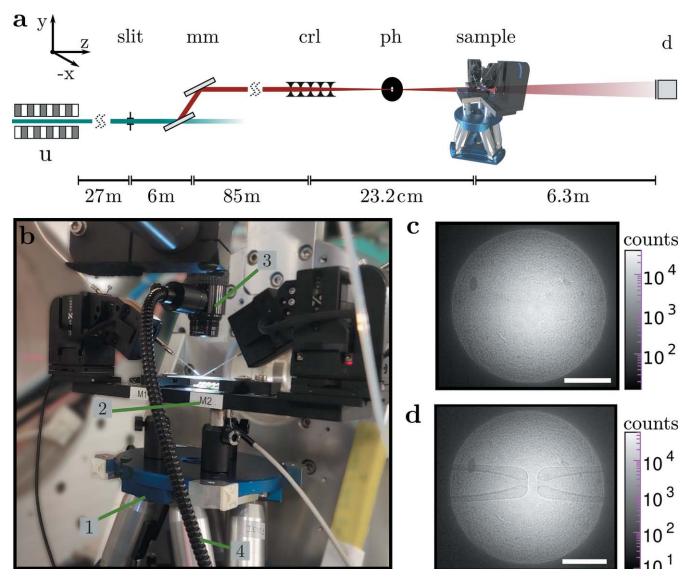 a
y
z
-x
slit mm crl ph sample d
u
27m 6m 85m 23.2cm 6.3m
b
3
M1
2
M2
1
4
c
counts
10^4
10^3
10^2
d
counts
10^4
10^3
10^2
10^1